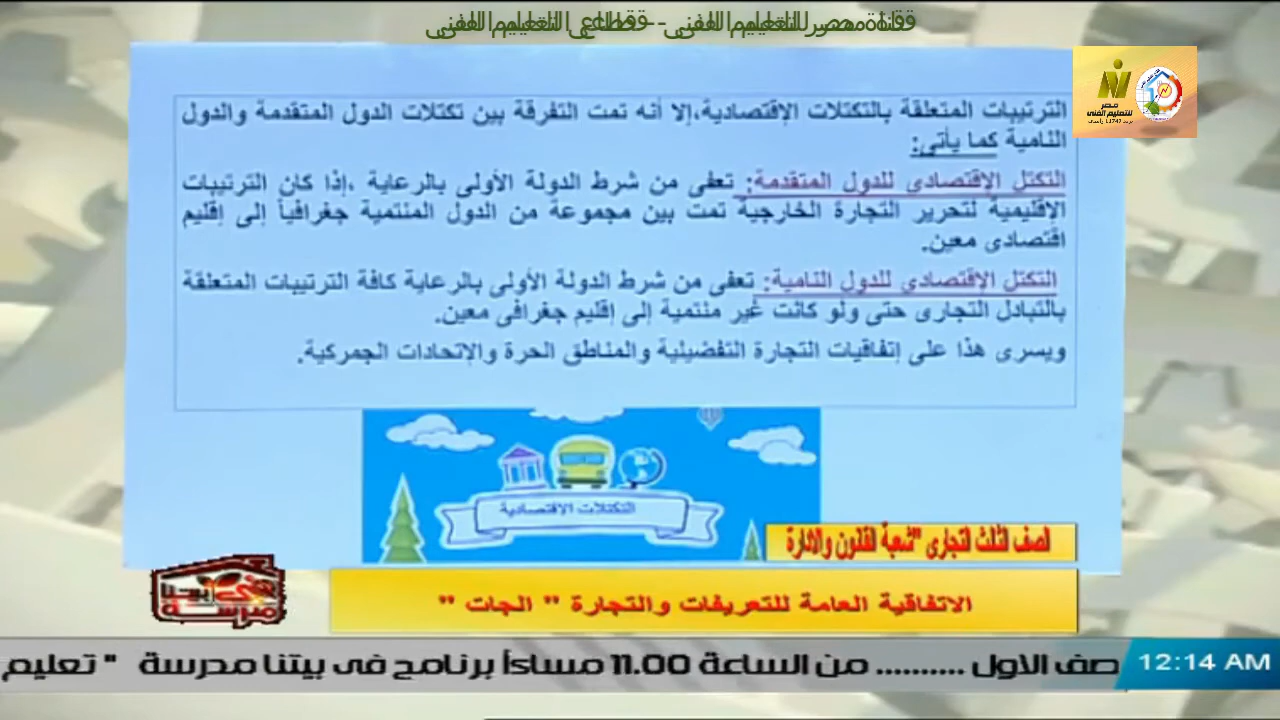 قناة مصر للتعليم الفنى - قطاع التعليم الفنى
مصر
للتعليم الفنى
الترتيبات المتعلقة بالتكتلات الإقتصادية،إلا أنه تمت التفرقة بين تكتلات الدول المتقدمة والدول
النامية كما يأتى:
التكتل الإقتصادى للدول المتقدمة: تعفى من شرط الدولة الأولى بالرعاية ،إذا كان الترتيبات
الإقليمية لتحرير التجارة الخارجية تمت بين مجموعة من الدول المنتمية جغرافياً إلى إقليم
اقتصادى معين.
التكتل الإقتصادى للدول النامية: تعفى من شرط الدولة الأولى بالرعاية كافة الترتيبات المتعلقة
بالتبادل التجارى حتى ولو كانت غير منتمية إلى إقليم جغرافى معين.
ويسرى هذا على إتفاقيات التجارة التفضيلية والمناطق الحرة والإتحادات الجمركية.
التكتلات الاقتصادية
الصف الثالث التجارى "شعبة القانون والادارة
فى بيتنا
مدرسة
الاتفاقية العامة للتعريفات والتجارة " الجات "
صف الاول .......... من الساعة 11.00 مساءاً برنامج فى بيتنا مدرسة " تعليم
12:14 AM